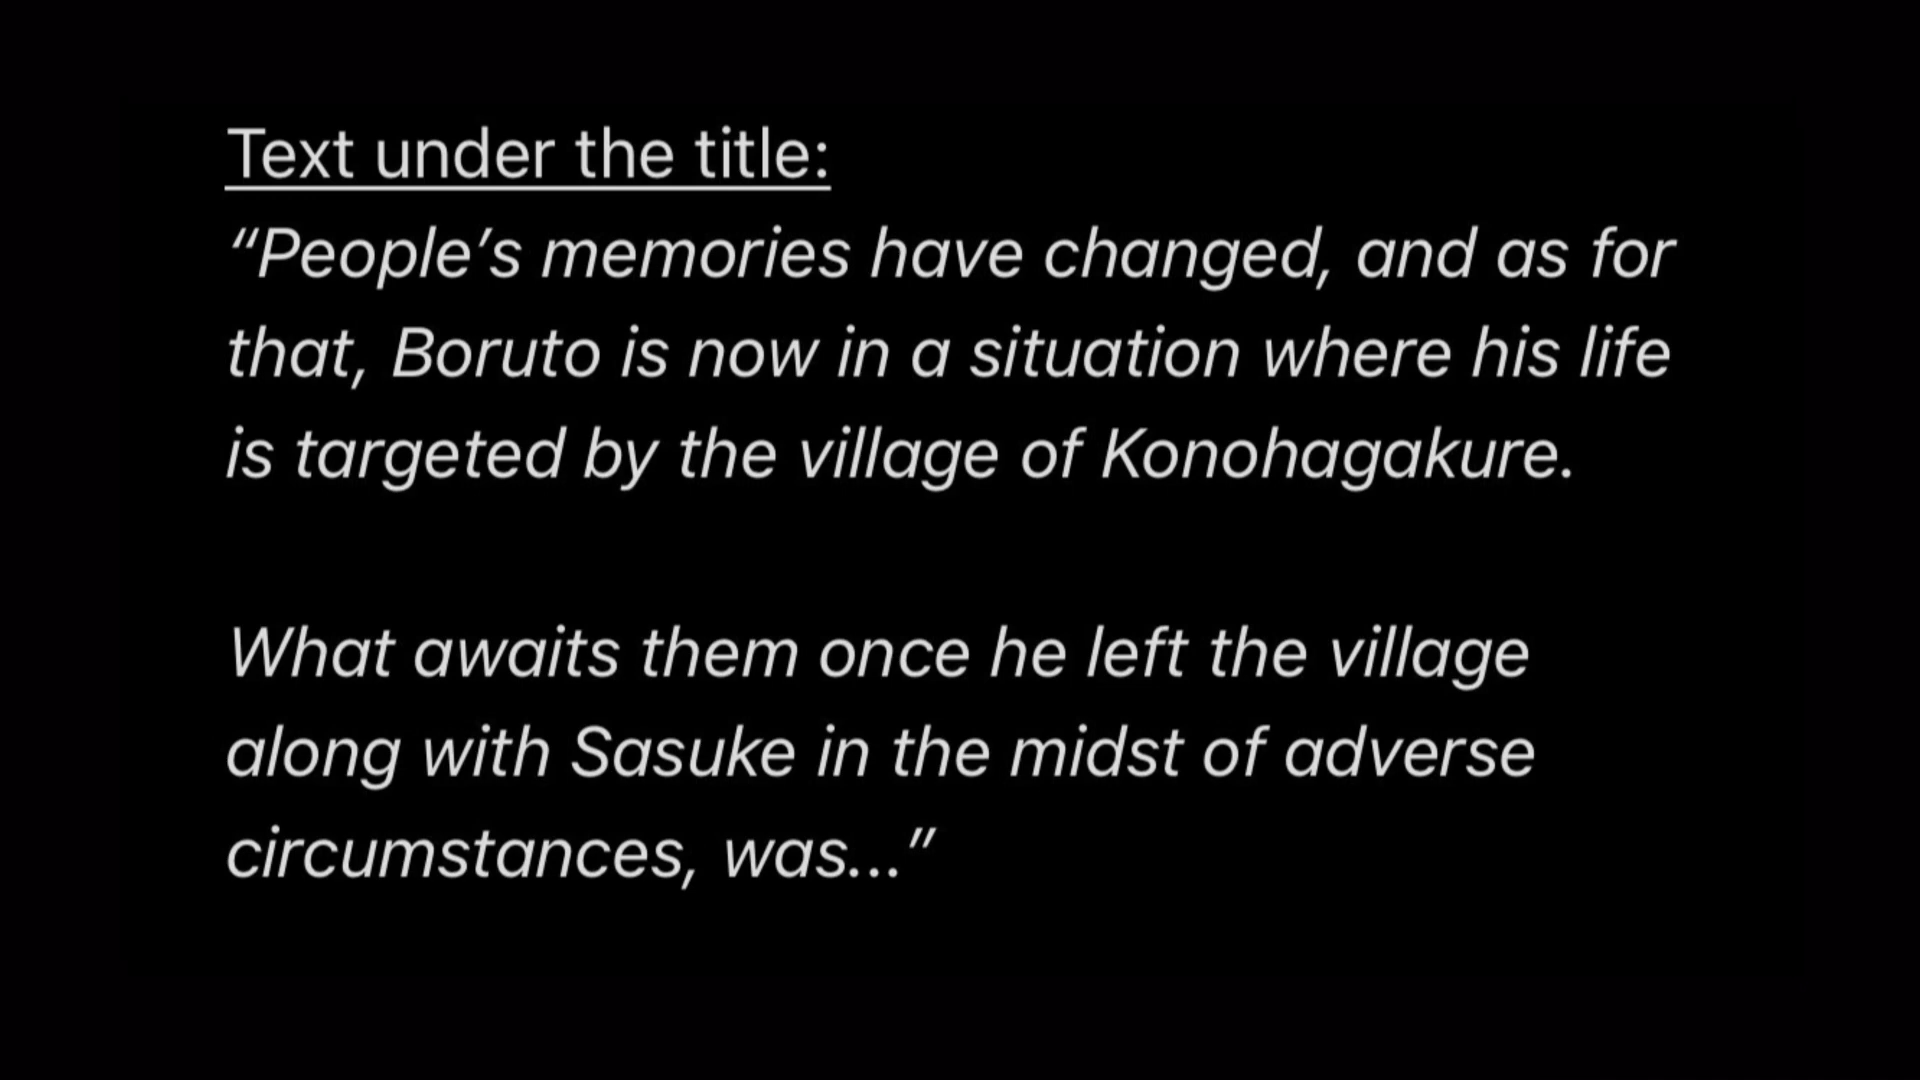 Text under the title:
“People’s memories have changed, and as for
that, Boruto is now in a situation where his life
is targeted by the village of Konohagakure.
What awaits them once he left the village
along with Sasuke in the midst of adverse
circumstances, was...”